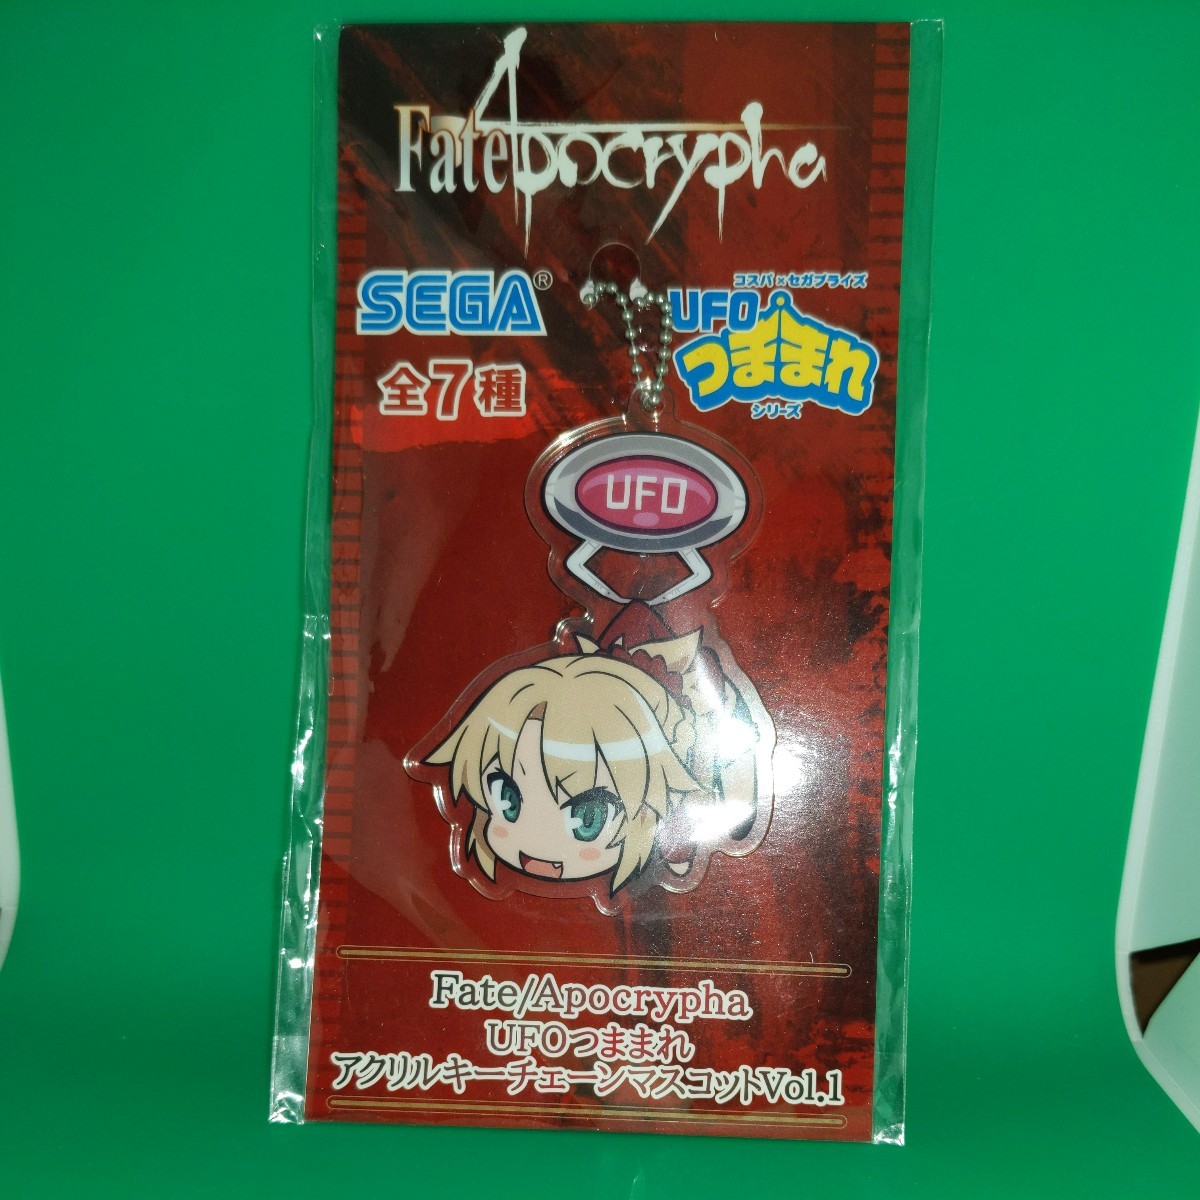 Fate/Apocrypha
SEGA®
コスパ×セガプライズ
UFO
つままれ
シリーズ
全7種
UFO
Fate/Apocrypha
UFOつままれ
アクリルキーチェーンマスコットVol.1